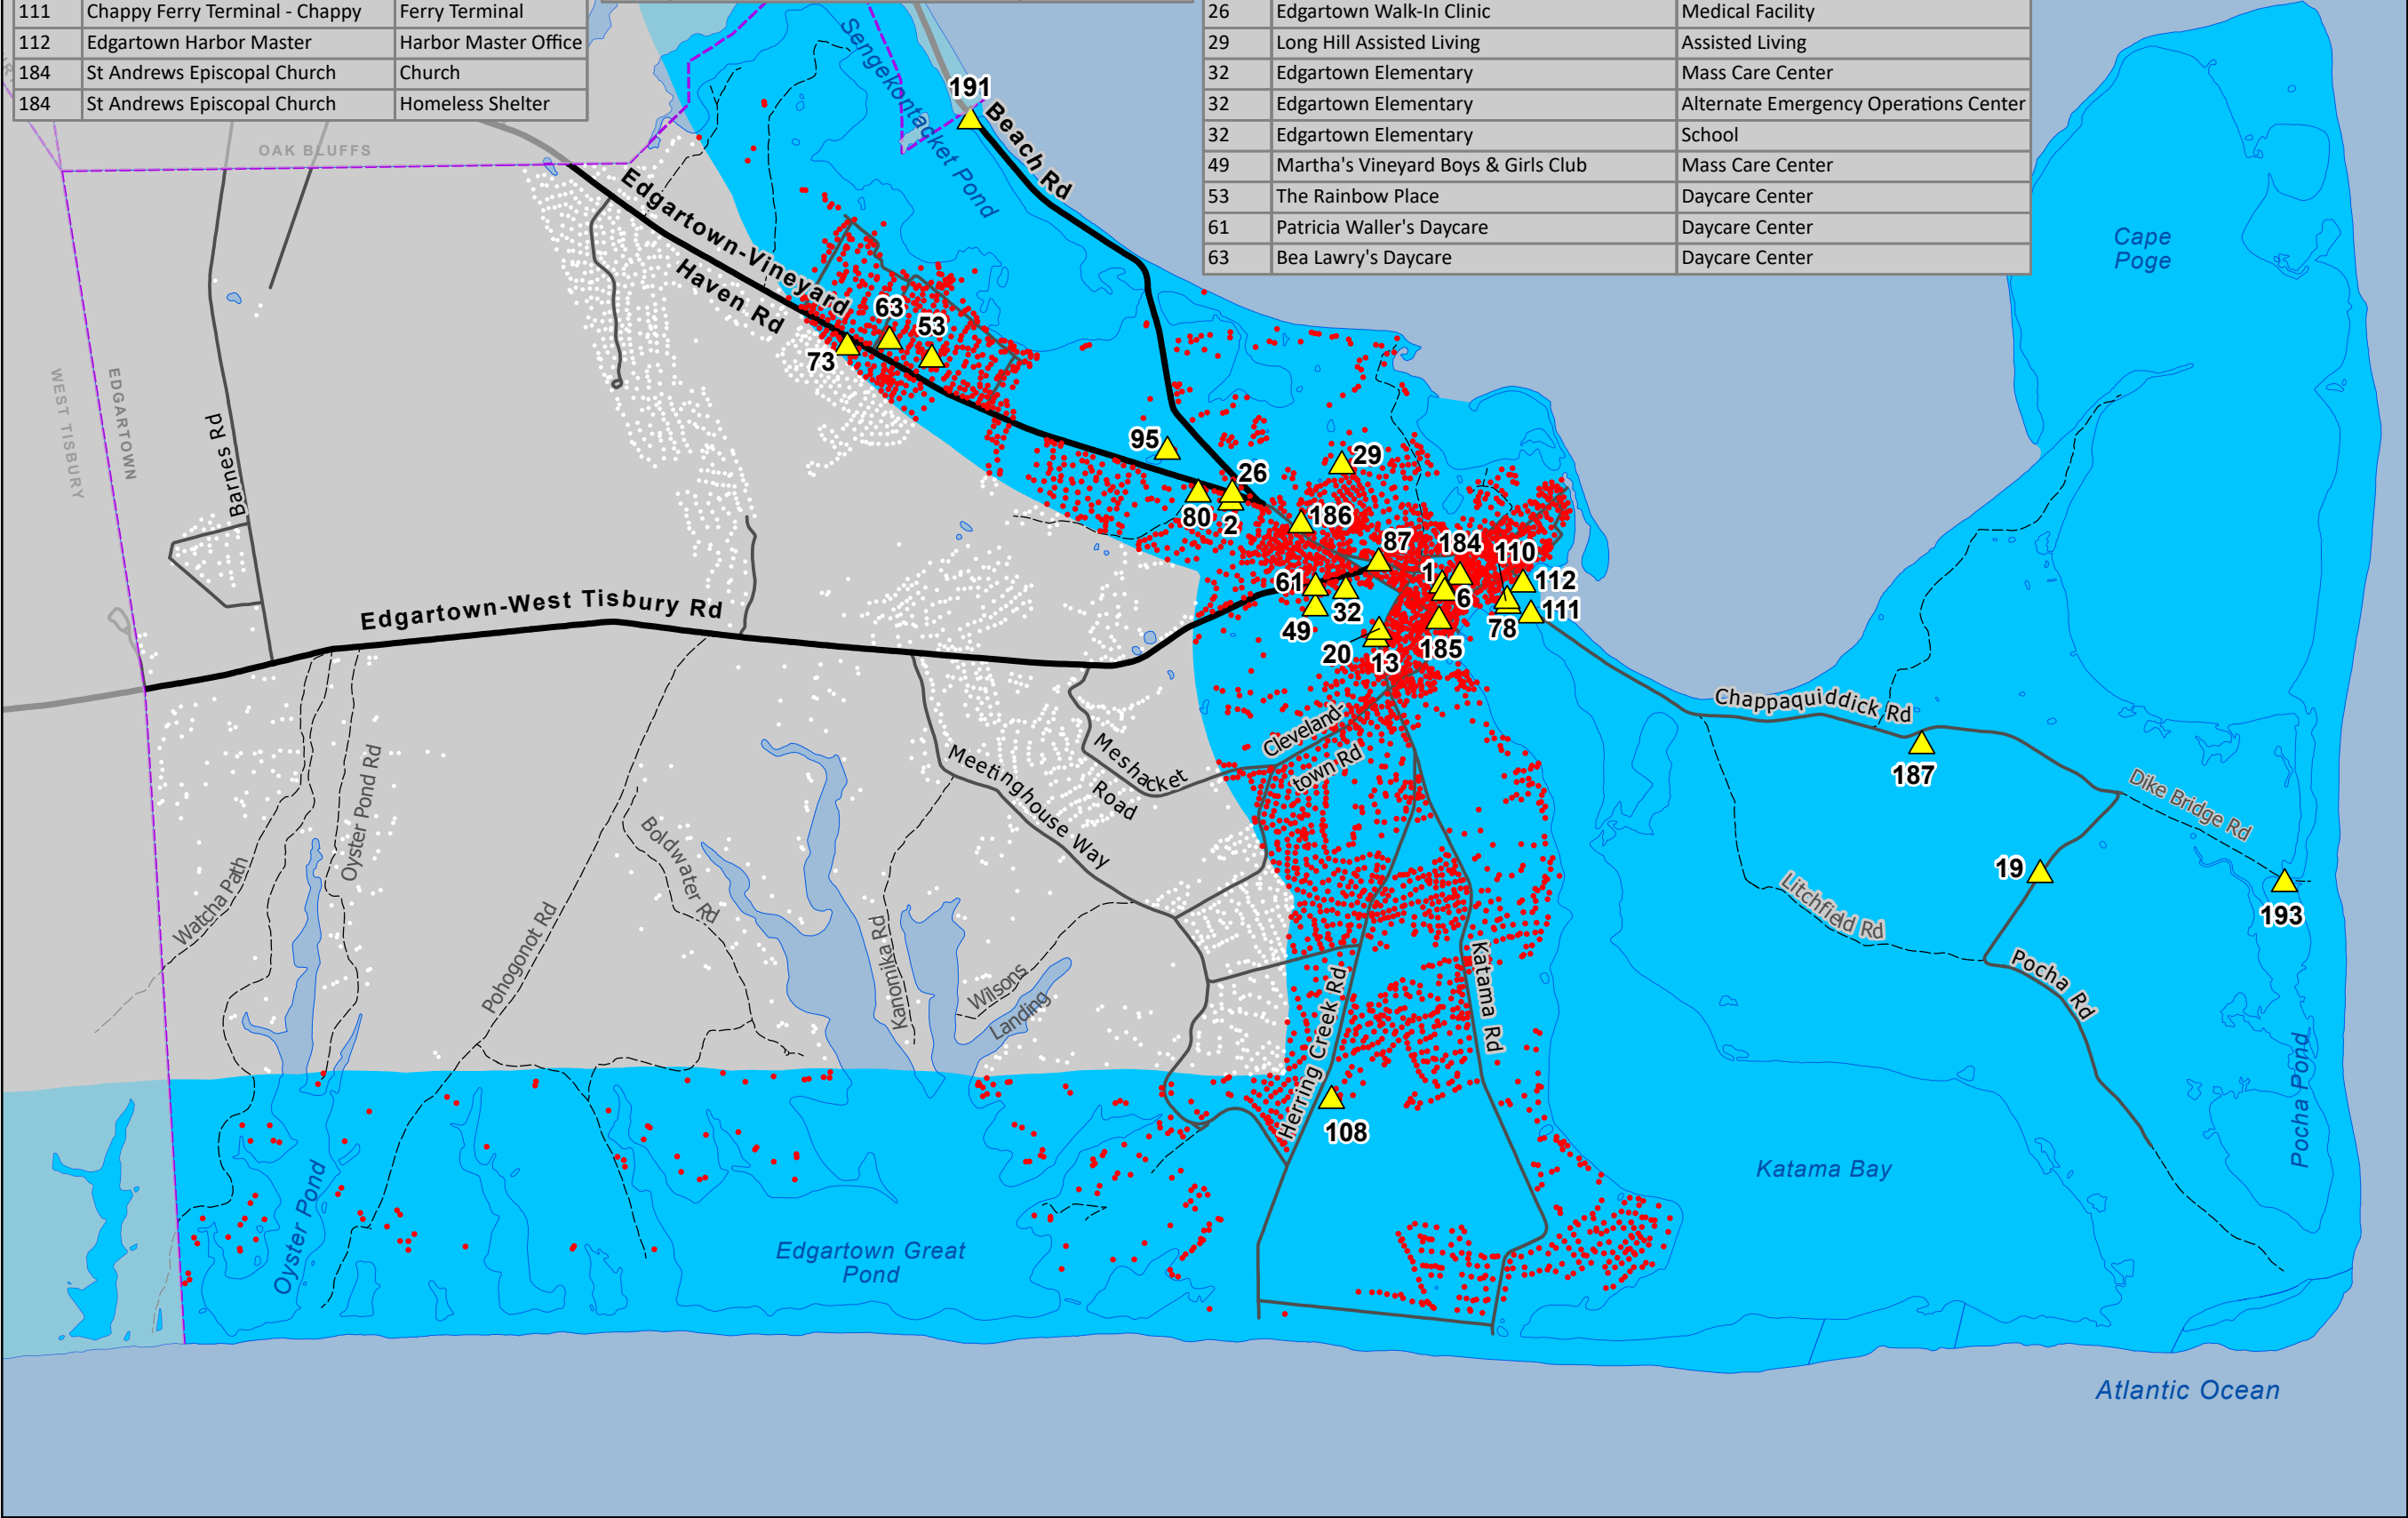 111 Chappy Ferry Terminal - Chappy Ferry Terminal
112 Edgartown Harbor Master Harbor Master Office
184 St Andrews Episcopal Church Church
184 St Andrews Episcopal Church Homeless Shelter
26 Edgartown Walk-In Clinic Medical Facility
29 Long Hill Assisted Living Assisted Living
32 Edgartown Elementary Mass Care Center
32 Edgartown Elementary Alternate Emergency Operations Center
32 Edgartown Elementary School
49 Martha's Vineyard Boys & Girls Club Mass Care Center
53 The Rainbow Place Daycare Center
61 Patricia Waller's Daycare Daycare Center
63 Bea Lawry's Daycare Daycare Center
OAK BLUFFS
Sengekontacket Pond
191
Beach Rd
Edgartown-Vineyard
Haven Rd
Cape
Poge
63
53
73
WEST TISBURY
EDGARTOWN
Barnes Rd
95
26
29
80
2
186
87
184
110
1
112
61
32
6
111
49
78
20
13
185
Edgartown-West Tisbury Rd
Chappaquiddick Rd
187
Cleveland-
town Rd
Meshacket
Road
Meetinghouse Way
Dike Bridge Rd
19
193
Litchfield Rd
Pocha Rd
Watcha Path
Oyster Pond Rd
Boldwater Rd
Pohogonot Rd
Kanomika Rd
Wilsons
Landing
Herring Creek Rd
Katama Rd
108
Pocha Pond
Katama Bay
Oyster Pond
Edgartown Great
Pond
Atlantic Ocean